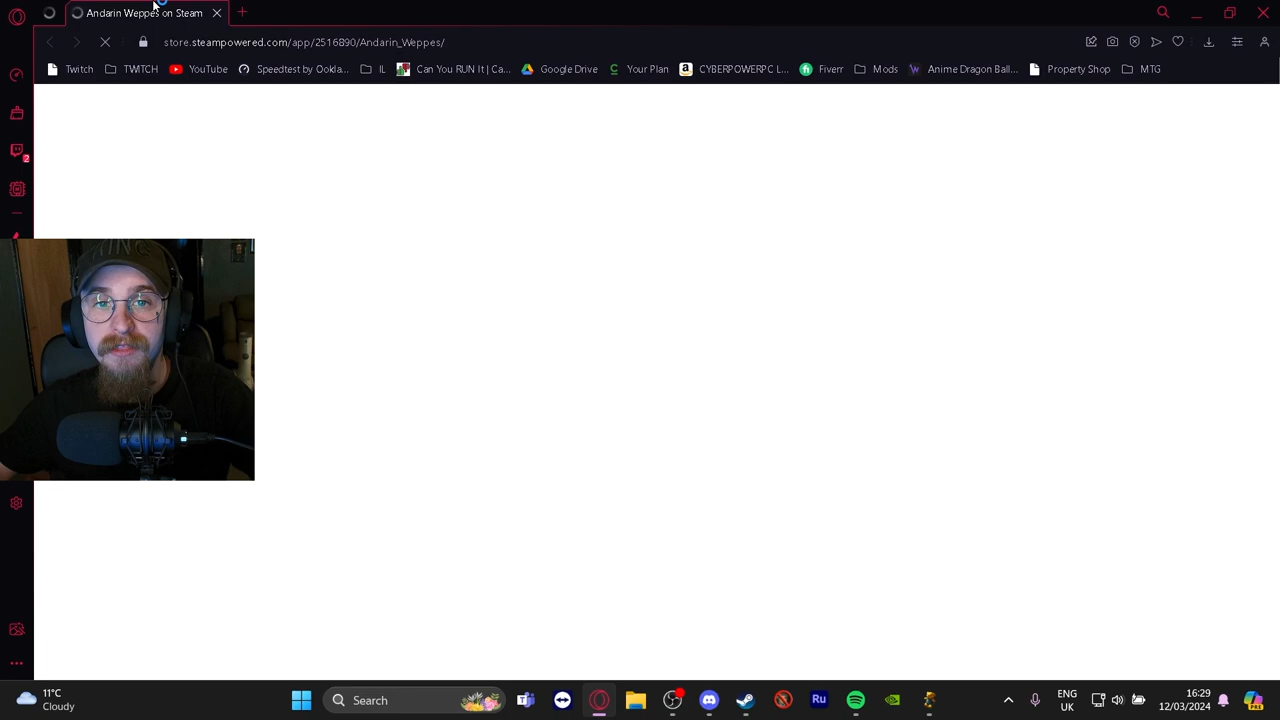 Andarin Weppes on Steam
store.steampowered.com/app/2516890/Andarin_Weppes/
Twitch TWITCH YouTube Speedtest by Ookla... IL Can You RUN It | Ca... Google Drive Your Plan CYBERPOWERPC L... Fiverr Mods Anime Dragon Ball... Property Shop MTG
2
11°C
Cloudy
Search
Ru
ENG
UK
16:29
12/03/2024